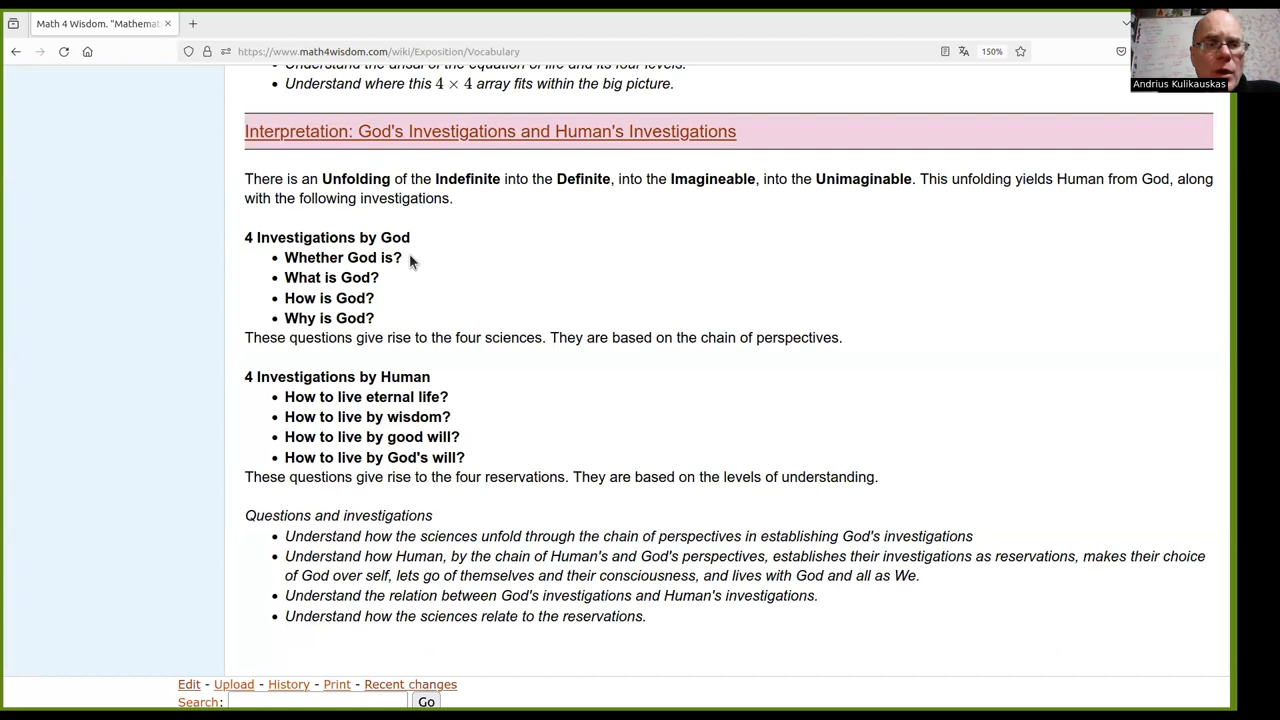 Math 4 Wisdom. "Mathemat
https://www.math4wisdom.com/wiki/Exposition/Vocabulary
150%
Andrius Kulikauskas
Understand the arisal of the equation of life and its four levels.
Understand where this 4 × 4 array fits within the big picture.
Interpretation: God's Investigations and Human's Investigations
There is an Unfolding of the Indefinite into the Definite, into the Imagineable, into the Unimaginable. This unfolding yields Human from God, along
with the following investigations.
4 Investigations by God
• Whether God is?
• What is God?
• How is God?
• Why is God?
These questions give rise to the four sciences. They are based on the chain of perspectives.
4 Investigations by Human
• How to live eternal life?
• How to live by wisdom?
• How to live by good will?
• How to live by God's will?
These questions give rise to the four reservations. They are based on the levels of understanding.
Questions and investigations
• Understand how the sciences unfold through the chain of perspectives in establishing God's investigations
• Understand how Human, by the chain of Human's and God's perspectives, establishes their investigations as reservations, makes their choice
of God over self, lets go of themselves and their consciousness, and lives with God and all as We.
• Understand the relation between God's investigations and Human's investigations.
• Understand how the sciences relate to the reservations.
Edit - Upload - History - Print - Recent changes
Search: Go